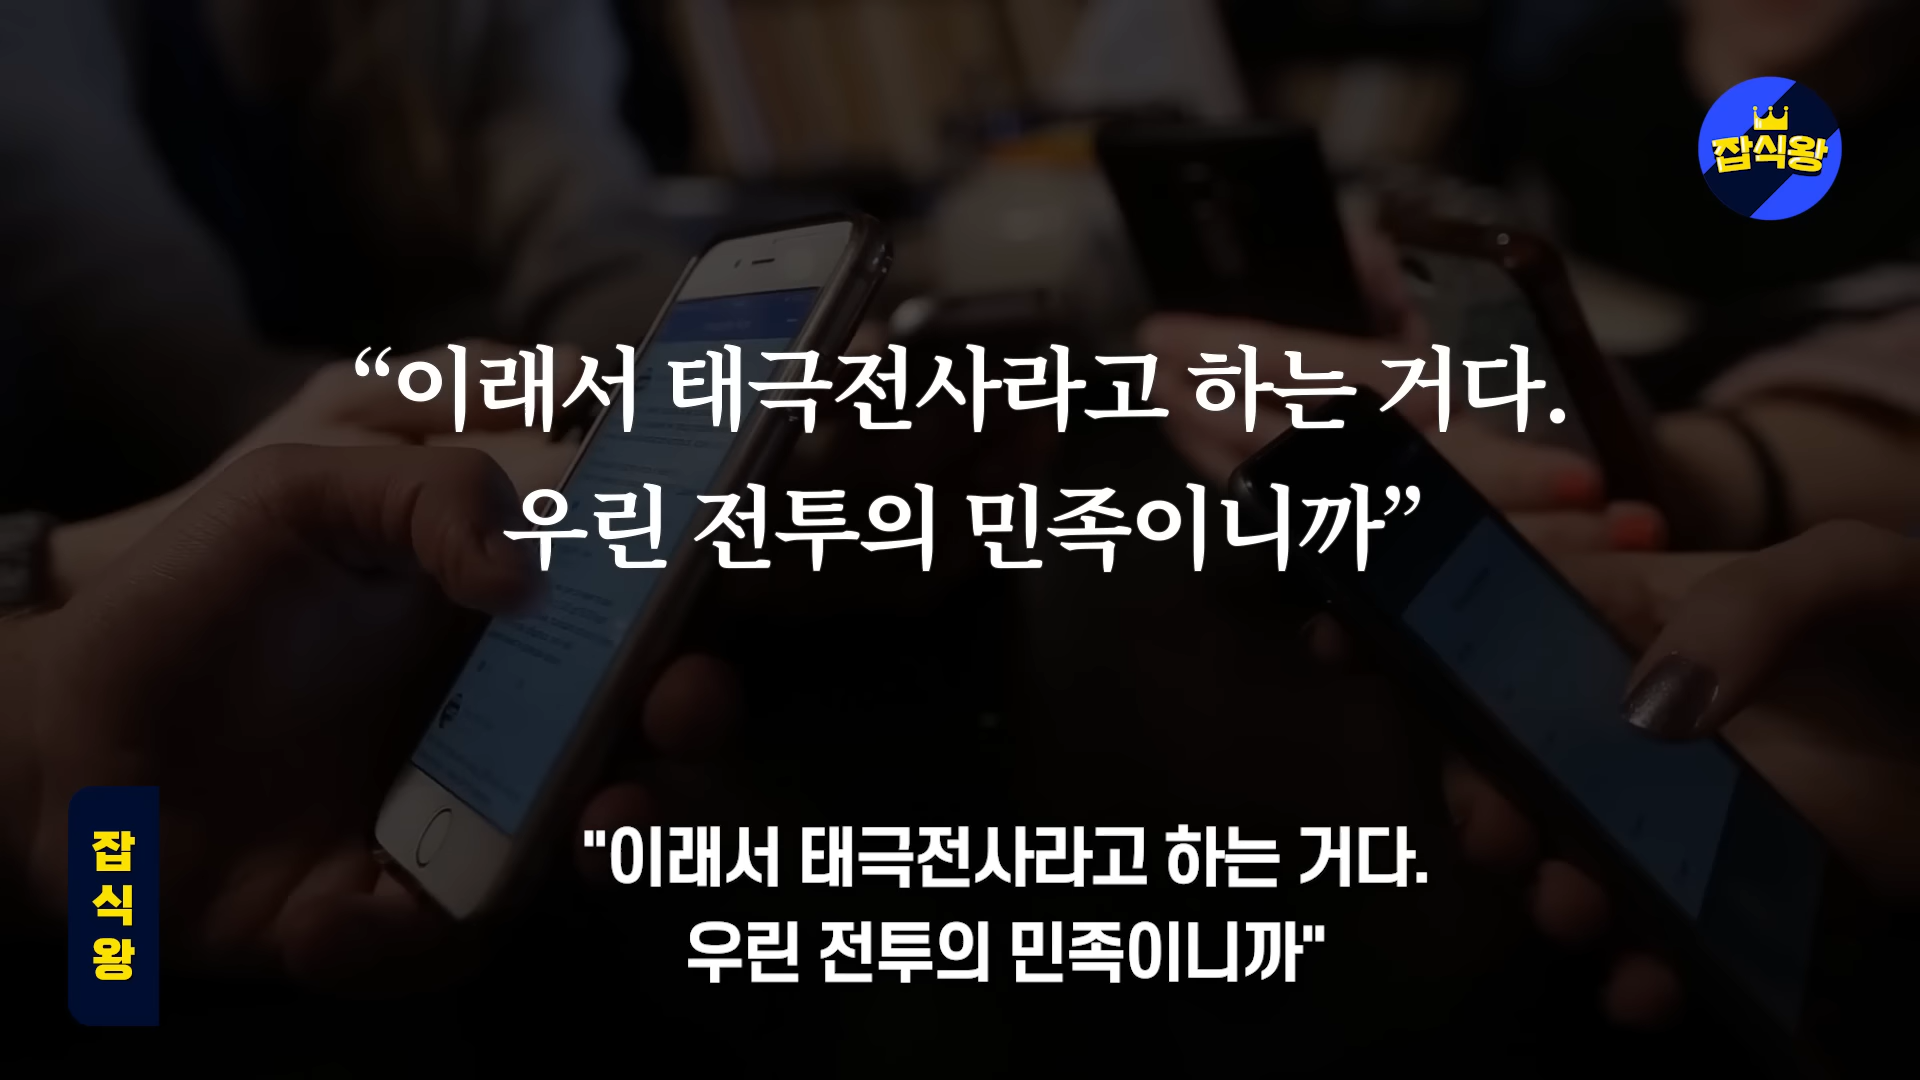 잡식왕
“이래서 태극전사라고 하는 거다.
우린 전투의 민족이니까”
잡식왕
"이래서 태극전사라고 하는 거다.
우린 전투의 민족이니까"